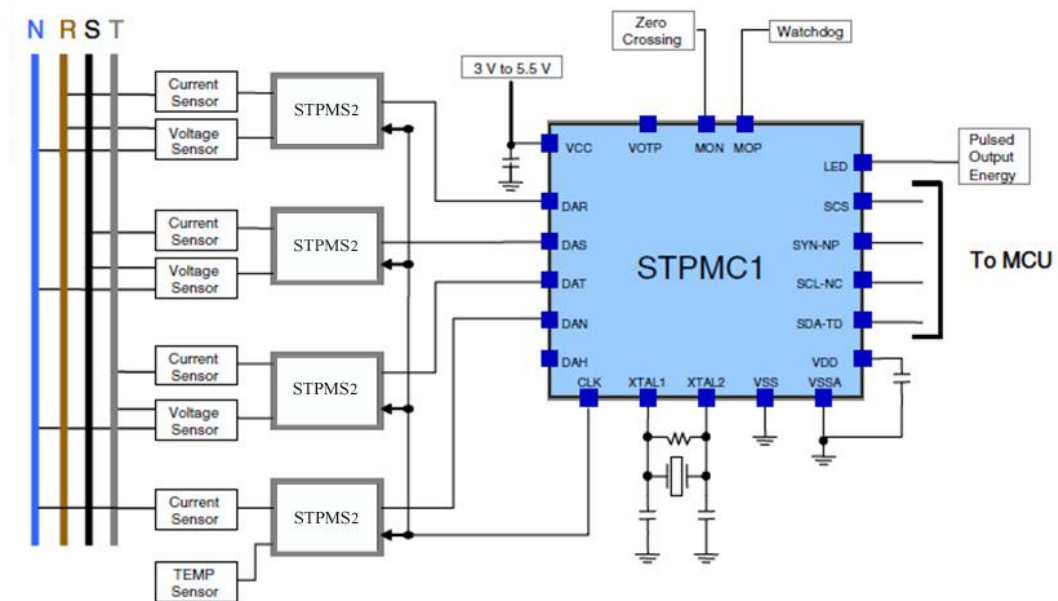 N R S T
Current
Sensor
Voltage
Sensor
STPMS2
Current
Sensor
Voltage
Sensor
STPMS2
Current
Sensor
Voltage
Sensor
STPMS2
Current
Sensor
TEMP
Sensor
STPMS2
3 V to 5.5 V
Zero
Crossing
Watchdog
VCC
VOTP
MON
MOP
LED
Pulsed
Output
Energy
DAR
SCS
DAS
SYN-NP
STPMC1
To MCU
DAT
SCL-NC
DAN
SDA-TD
DAH
VDD
CLK
XTAL1
XTAL2
VSS
VSSA